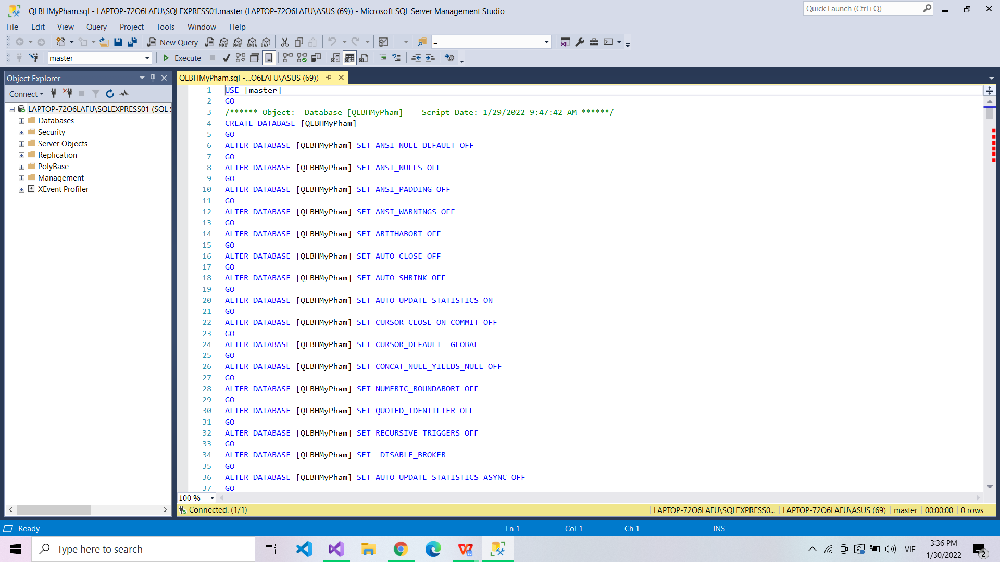 QLBHMyPham.sql - LAPTOP-72O6LAFU\SQLEXPRESS01.master (LAPTOP-72O6LAFU\ASUS (69)) - Microsoft SQL Server Management Studio
Quick Launch (Ctrl+Q)
File Edit View Query Project Tools Window Help
New Query MDX DMX XMLA DAX =
master Execute
Object Explorer
QLBHMyPham.sql -...O6LAFU\ASUS (69))
Connect
LAPTOP-72O6LAFU\SQLEXPRESS01 (SQL
Databases
Security
Server Objects
Replication
PolyBase
Management
XEvent Profiler
1 USE [master]
2 GO
3 /****** Object:  Database [QLBHMyPham]    Script Date: 1/29/2022 9:47:42 AM ******/
4 CREATE DATABASE [QLBHMyPham]
5 GO
6 ALTER DATABASE [QLBHMyPham] SET ANSI_NULL_DEFAULT OFF
7 GO
8 ALTER DATABASE [QLBHMyPham] SET ANSI_NULLS OFF
9 GO
10 ALTER DATABASE [QLBHMyPham] SET ANSI_PADDING OFF
11 GO
12 ALTER DATABASE [QLBHMyPham] SET ANSI_WARNINGS OFF
13 GO
14 ALTER DATABASE [QLBHMyPham] SET ARITHABORT OFF
15 GO
16 ALTER DATABASE [QLBHMyPham] SET AUTO_CLOSE OFF
17 GO
18 ALTER DATABASE [QLBHMyPham] SET AUTO_SHRINK OFF
19 GO
20 ALTER DATABASE [QLBHMyPham] SET AUTO_UPDATE_STATISTICS ON
21 GO
22 ALTER DATABASE [QLBHMyPham] SET CURSOR_CLOSE_ON_COMMIT OFF
23 GO
24 ALTER DATABASE [QLBHMyPham] SET CURSOR_DEFAULT  GLOBAL
25 GO
26 ALTER DATABASE [QLBHMyPham] SET CONCAT_NULL_YIELDS_NULL OFF
27 GO
28 ALTER DATABASE [QLBHMyPham] SET NUMERIC_ROUNDABORT OFF
29 GO
30 ALTER DATABASE [QLBHMyPham] SET QUOTED_IDENTIFIER OFF
31 GO
32 ALTER DATABASE [QLBHMyPham] SET RECURSIVE_TRIGGERS OFF
33 GO
34 ALTER DATABASE [QLBHMyPham] SET  DISABLE_BROKER
35 GO
36 ALTER DATABASE [QLBHMyPham] SET AUTO_UPDATE_STATISTICS_ASYNC OFF
37 GO
100 %
Connected. (1/1)
LAPTOP-72O6LAFU\SQLEXPRESS0... LAPTOP-72O6LAFU\ASUS (69) master 00:00:00 0 rows
Ready Ln 1 Col 1 Ch 1 INS
Type here to search
VIE
3:36 PM
1/30/2022
2